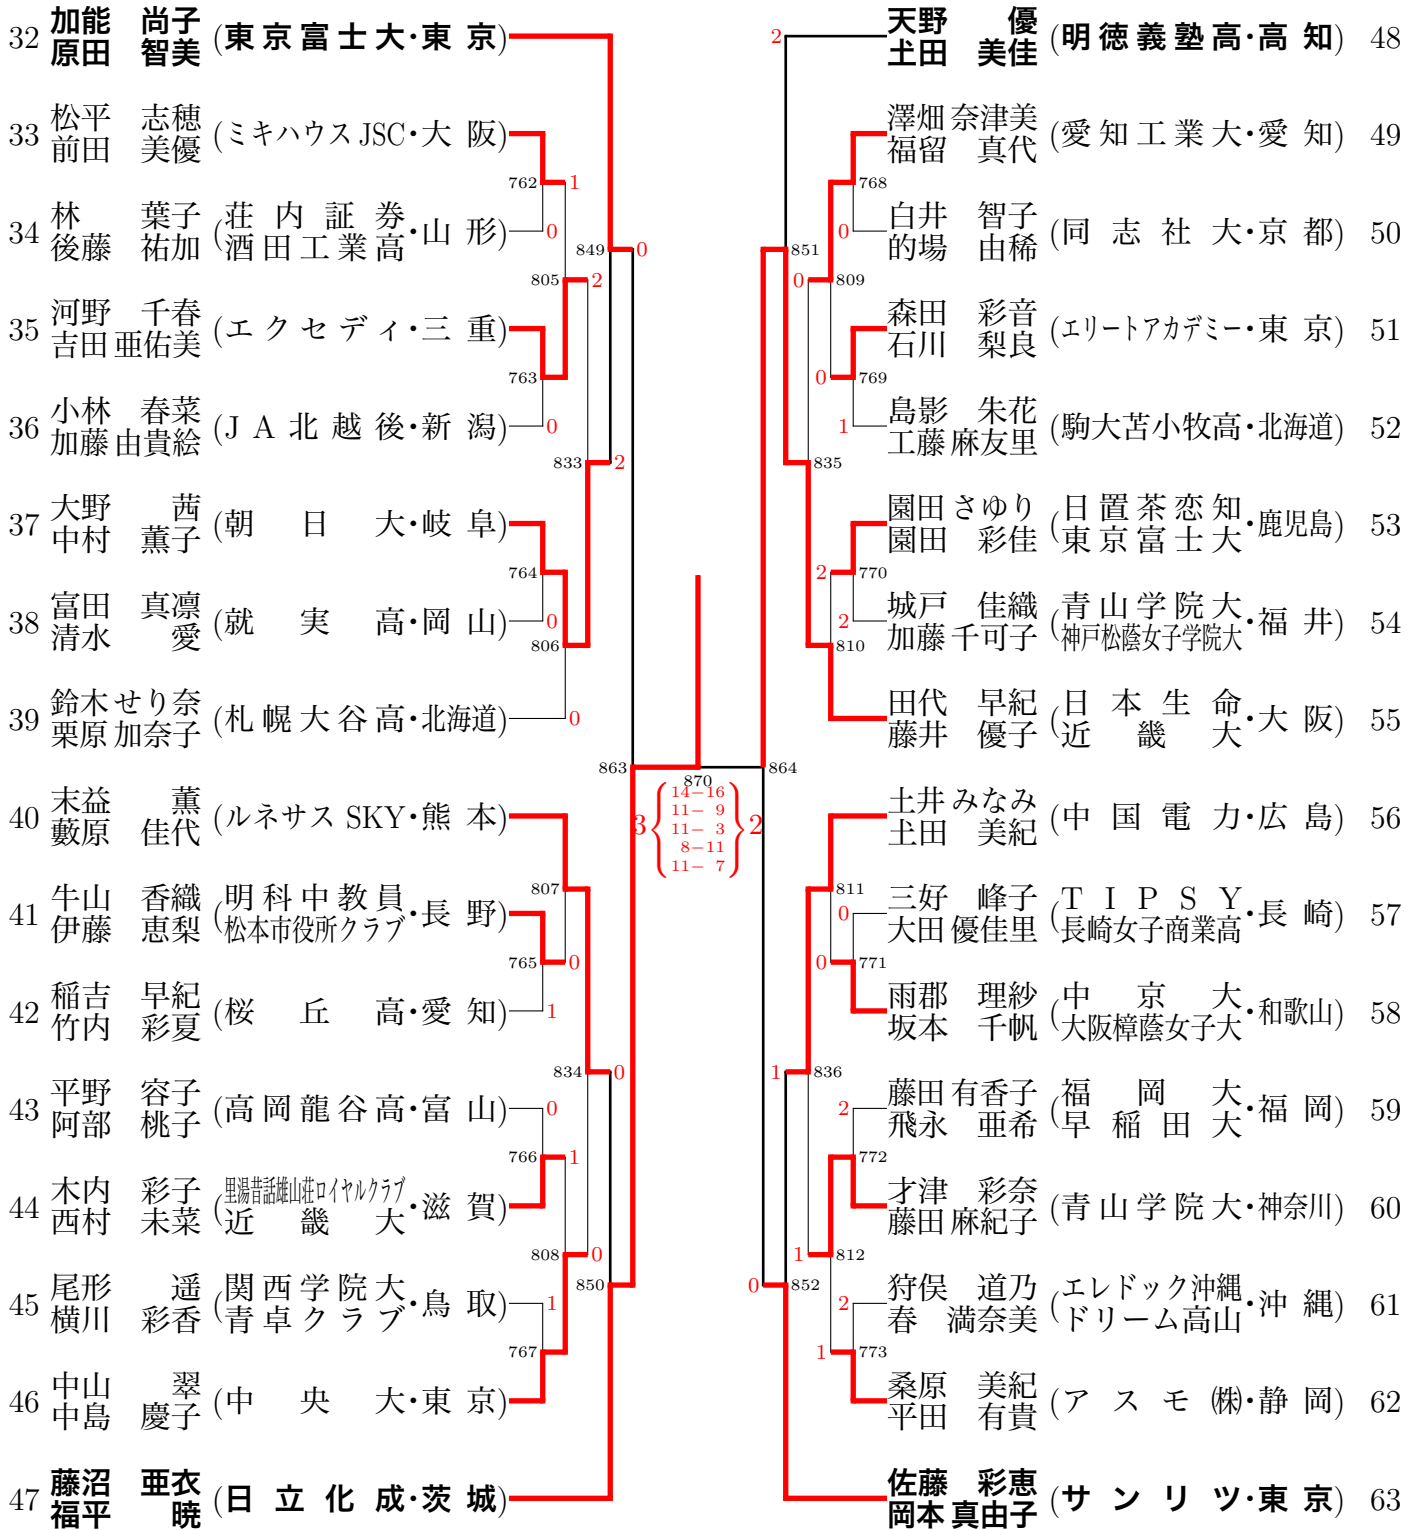 32 加能 尚子 原田 智美 (東京富士大・東京)
33 松平 志穂 前田 美優 (ミキハウスJSC・大阪)
34 林 葉子 後藤 祐加 (荘内証券 酒田工業高・山形)
35 河野 千春 吉田 亜佑美 (エクセディ・三重)
36 小林 春菜 加藤 由貴絵 (JA北越後・新潟)
37 大野 茜 中村 薫子 (朝日大・岐阜)
38 富田 真凛 清水 愛 (就実高・岡山)
39 鈴木 せり奈 栗原 加奈子 (札幌大谷高・北海道)
40 末益 薫 藪原 佳代 (ルネサスSKY・熊本)
41 牛山 香織 伊藤 恵梨 (明科中教員 松本市役所クラブ・長野)
42 稲吉 早紀 竹内 彩夏 (桜丘高・愛知)
43 平野 容子 阿部 桃子 (高岡龍谷高・富山)
44 木内 彩子 西村 未菜 (里湯昔話雄山荘ロイヤルクラブ 近畿大・滋賀)
45 尾形 遥 横川 彩香 (関西学院大 青卓クラブ・鳥取)
46 中山 翠 中島 慶子 (中央大・東京)
47 藤沼 亜衣 福平 暁 (日立化成・茨城)
762 1
0
763
0
805 2
764
0
806
0
833 2
849 0
807
765 0
1
834 0
0
766 1
808 0
1
767
850
863
870
3
14-16
11- 9
11- 3
8-11
11- 7
2
864
2
851
768
0
0 809
0 769
1
835
2 770
2
810
811
0
0 771
1 836
2
772
1 812
2
1 773
0 852
天野 優 土田 美佳 (明徳義塾高・高知) 48
澤畑 奈津美 福留 真代 (愛知工業大・愛知) 49
白井 智子 的場 由稀 (同志社大・京都) 50
森田 彩音 石川 梨良 (エリートアカデミー・東京) 51
島影 朱花 工藤 麻友里 (駒大苫小牧高・北海道) 52
園田 さゆり 園田 彩佳 (日置茶恋知 東京富士大・鹿児島) 53
城戸 佳織 加藤 千可子 (青山学院大 神戸松蔭女子学院大・福井) 54
田代 早紀 藤井 優子 (日本生命 近畿大・大阪) 55
土井 みなみ 土田 美紀 (中国電力・広島) 56
三好 峰子 大田 優佳里 (TIPSY 長崎女子商業高・長崎) 57
雨郡 理紗 坂本 千帆 (中京大 大阪樟蔭女子大・和歌山) 58
藤田 有香子 飛永 亜希 (福岡大 早稲田大・福岡) 59
才津 彩奈 藤田 麻紀子 (青山学院大・神奈川) 60
狩俣 道乃 春 満奈美 (エレドック沖縄 ドリーム高山・沖縄) 61
桑原 美紀 平田 有貴 (アスモ㈱・静岡) 62
佐藤 彩恵 岡本 真由子 (サンリツ・東京) 63